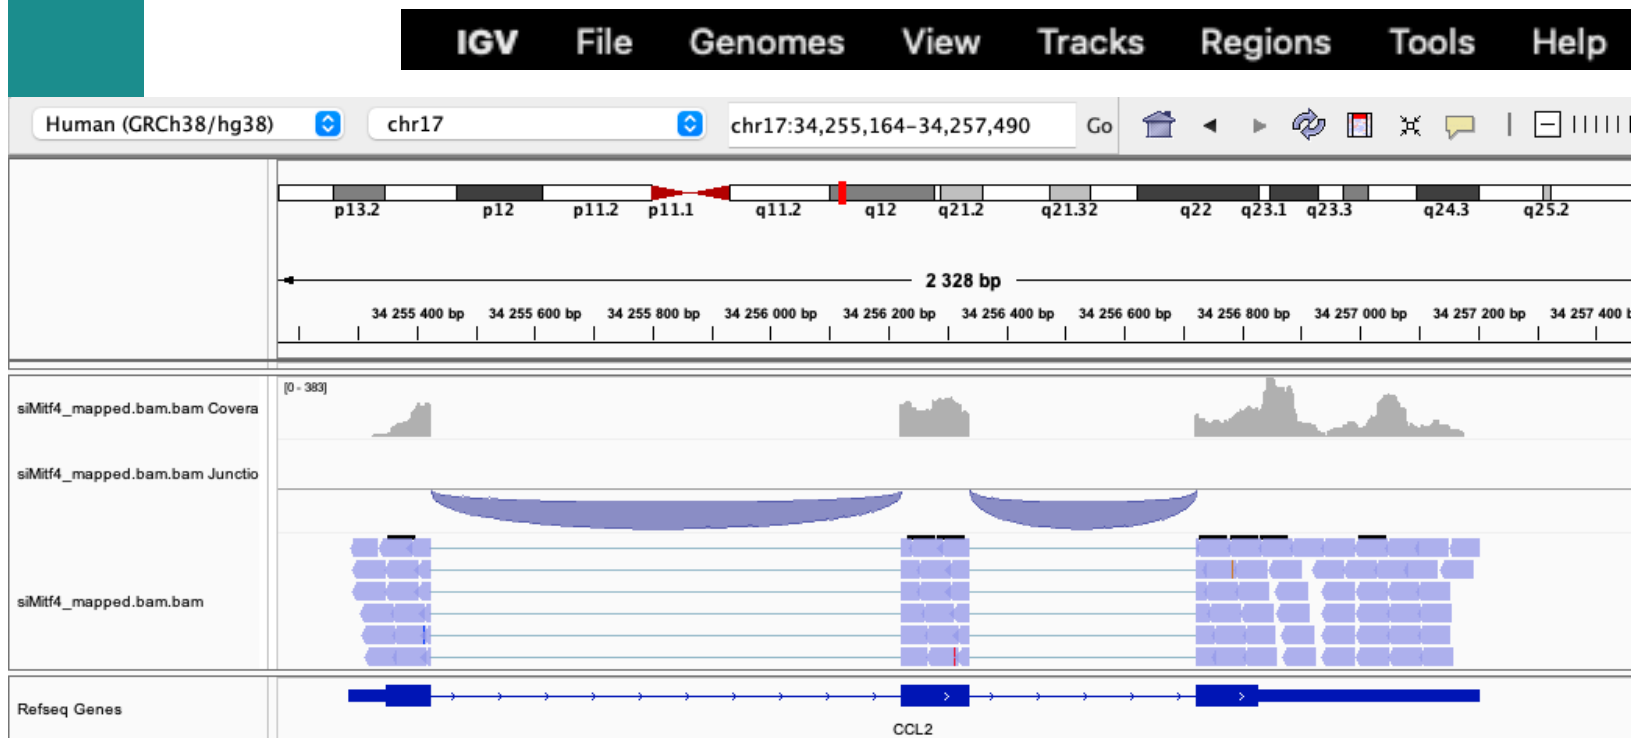 IGV File Genomes View Tracks Regions Tools Help
Human (GRCh38/hg38) chr17 chr17:34,255,164-34,257,490 Go
p13.2 p12 p11.2 p11.1 q11.2 q12 q21.2 q21.32 q22 q23.1 q23.3 q24.3 q25.2
2 328 bp
34 255 400 bp 34 255 600 bp 34 255 800 bp 34 256 000 bp 34 256 200 bp 34 256 400 bp 34 256 600 bp 34 256 800 bp 34 257 000 bp 34 257 200 bp 34 257 400 b
[0 - 383]
siMitf4_mapped.bam.bam Covera
siMitf4_mapped.bam.bam Junctio
siMitf4_mapped.bam.bam
Refseq Genes
CCL2